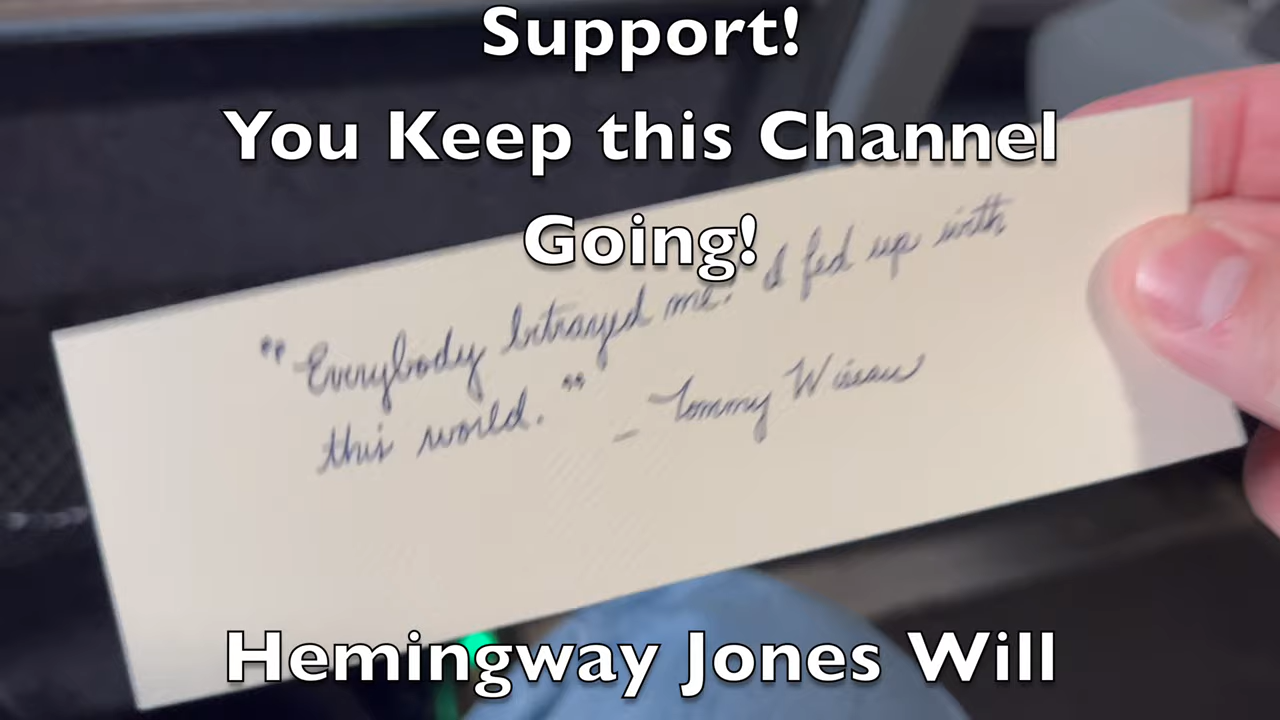 Support!
You Keep this Channel
Going!
"Everybody betrayed me. I fed up with
this world." - Tommy Wiseau
Hemingway Jones Will